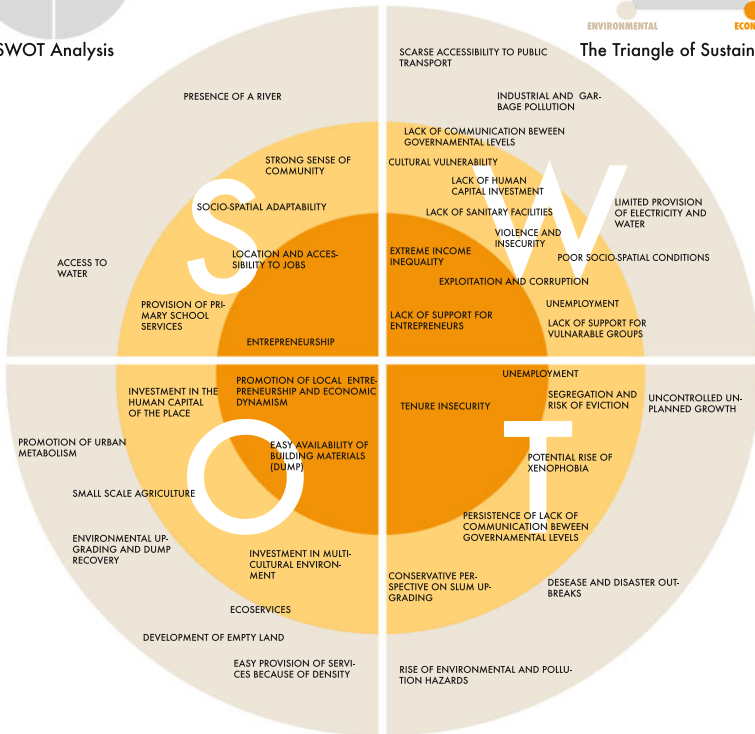 ENVIRONMENTAL
ECON
SWOT Analysis
The Triangle of Sustain
PRESENCE OF A RIVER
STRONG SENSE OF
COMMUNITY
SOCIO-SPATIAL ADAPTABILITY
S
LOCATION AND ACCES-
SIBILITY TO JOBS
ACCESS TO
WATER
PROVISION OF PRI-
MARY SCHOOL
SERVICES
ENTREPRENEURSHIP
SCARSE ACCESSIBILITY TO PUBLIC
TRANSPORT
INDUSTRIAL AND GAR-
BAGE POLLUTION
LACK OF COMMUNICATION BEWEEN
GOVERNAMENTAL LEVELS
CULTURAL VULNERABILITY
W
LACK OF HUMAN
CAPITAL INVESTMENT
LACK OF SANITARY FACILITIES
LIMITED PROVISION
OF ELECTRICITY AND
WATER
VIOLENCE AND
INSECURITY
EXTREME INCOME
INEQUALITY
POOR SOCIO-SPATIAL CONDITIONS
EXPLOITATION AND CORRUPTION
UNEMPLOYMENT
LACK OF SUPPORT FOR
ENTREPRENEURS
LACK OF SUPPORT FOR
VULNARABLE GROUPS
PROMOTION OF LOCAL ENTRE-
PRENEURSHIP AND ECONOMIC
DYNAMISM
INVESTMENT IN THE
HUMAN CAPITAL
OF THE PLACE
O
PROMOTION OF URBAN
METABOLISM
EASY AVAILABILITY OF
BUILDING MATERIALS
(DUMP)
SMALL SCALE AGRICULTURE
ENVIRONMENTAL UP-
GRADING AND DUMP
RECOVERY
INVESTMENT IN MULTI-
CULTURAL ENVIRON-
MENT
ECOSERVICES
DEVELOPMENT OF EMPTY LAND
EASY PROVISION OF SERVI-
CES BECAUSE OF DENSITY
UNEMPLOYMENT
TENURE INSECURITY
SEGREGATION AND
RISK OF EVICTION
UNCONTROLLED UN-
PLANNED GROWTH
T
POTENTIAL RISE OF
XENOPHOBIA
PERSISTENCE OF LACK OF
COMMUNICATION BEWEEN
GOVERNAMENTAL LEVELS
CONSERVATIVE PER-
SPECTIVE ON SLUM UP-
GRADING
DESEASE AND DISASTER OUT-
BREAKS
RISE OF ENVIRONMENTAL AND POLLU-
TION HAZARDS